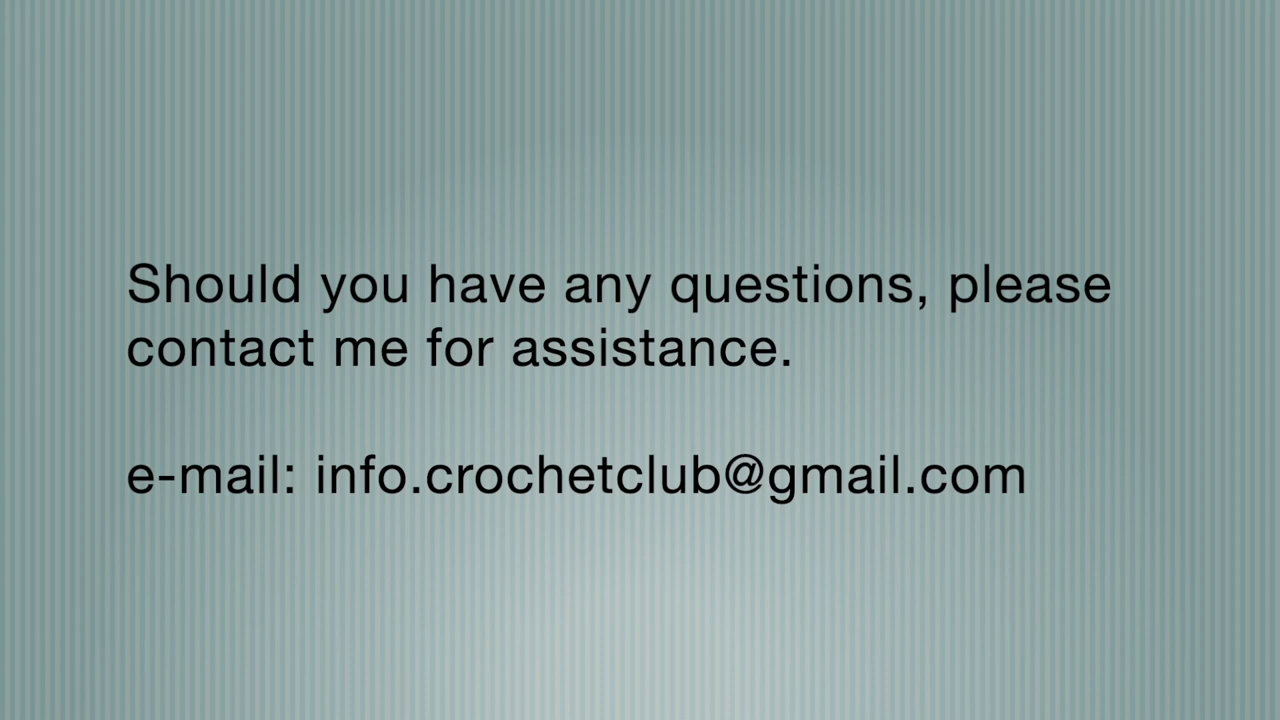 Should you have any questions, please
contact me for assistance.
e-mail: info.crochetclub@gmail.com